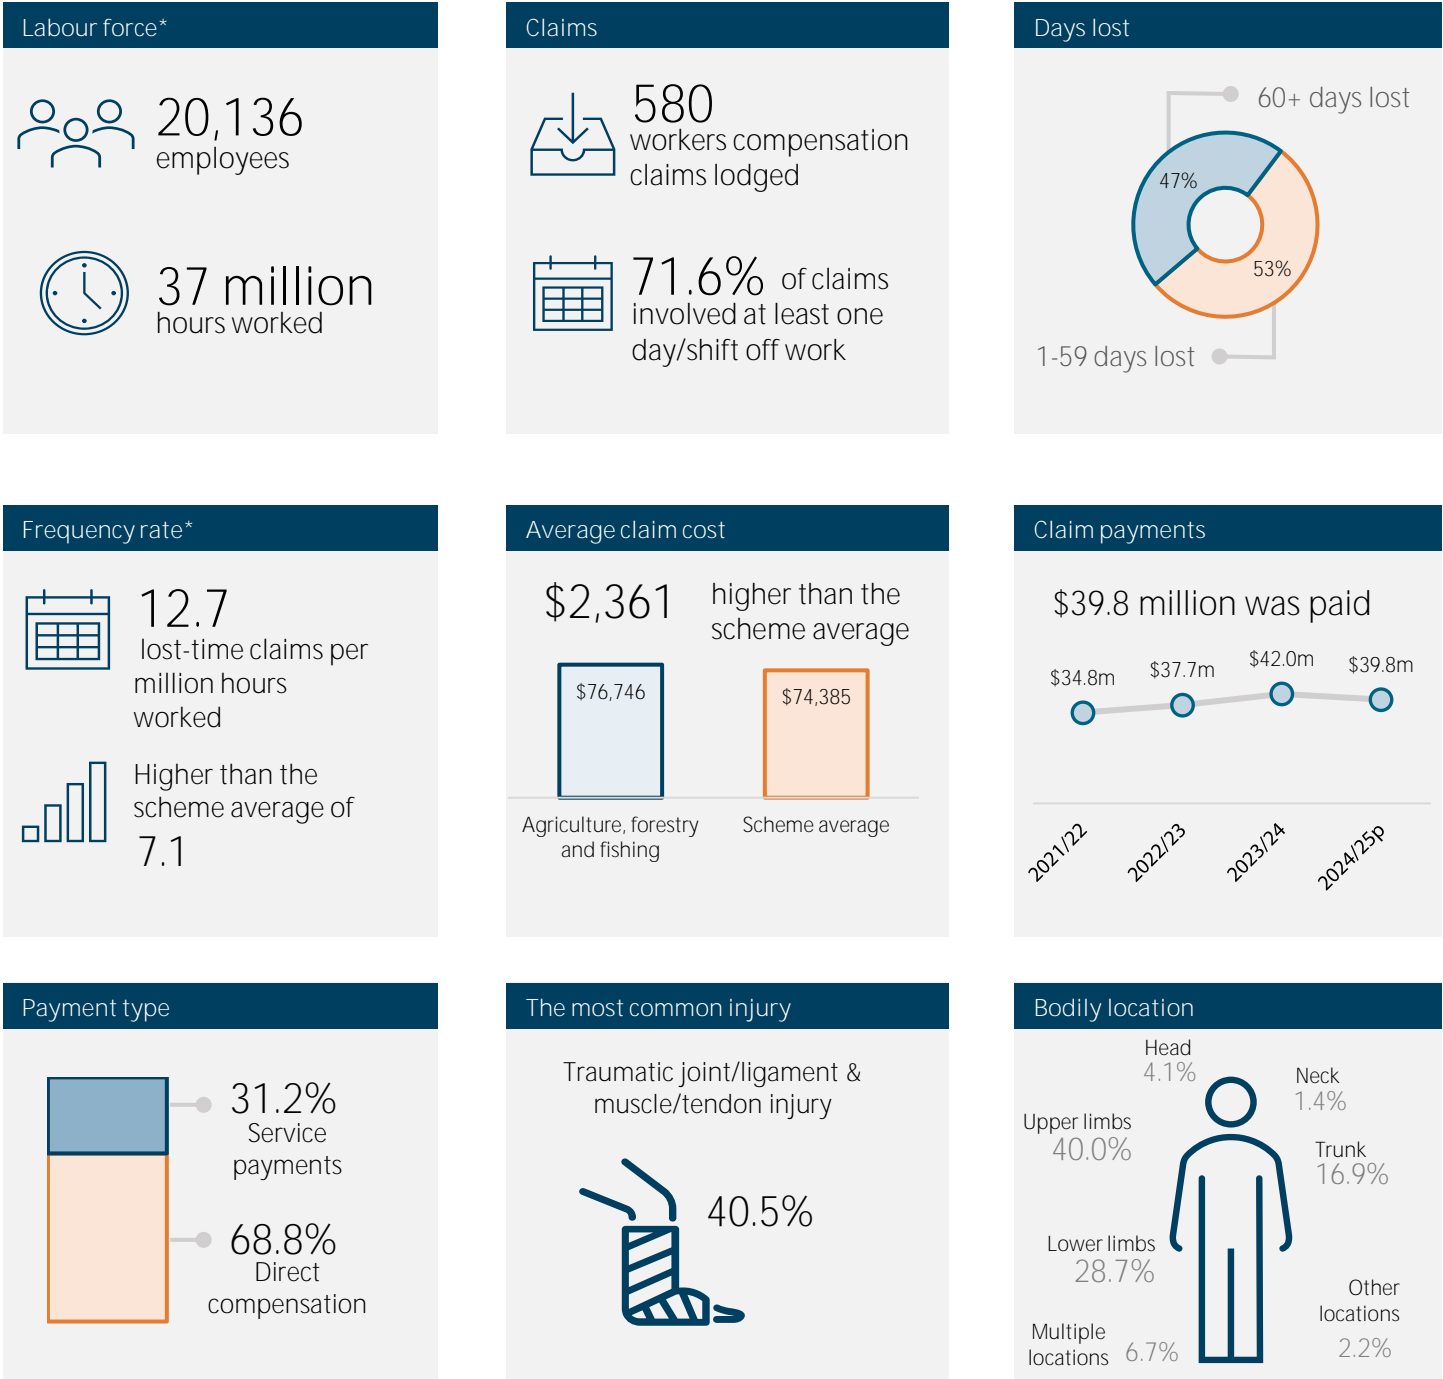 Labour force*
20,136
employees
37 million
hours worked
Claims
580
workers compensation
claims lodged
71.6% of claims
involved at least one
day/shift off work
Days lost
60+ days lost
47%
53%
1-59 days lost
Frequency rate*
12.7
lost-time claims per
million hours
worked
Higher than the
scheme average of
7.1
Average claim cost
$2,361
higher than the
scheme average
$76,746
$74,385
Agriculture, forestry
and fishing
Scheme average
Claim payments
$39.8 million was paid
$34.8m
$37.7m
$42.0m
$39.8m
2021/22
2022/23
2023/24
2024/25p
Payment type
31.2%
Service
payments
68.8%
Direct
compensation
The most common injury
Traumatic joint/ligament &
muscle/tendon injury
40.5%
Bodily location
Head
4.1%
Neck
1.4%
Upper limbs
40.0%
Trunk
16.9%
Lower limbs
28.7%
Other
locations
2.2%
Multiple
locations
6.7%